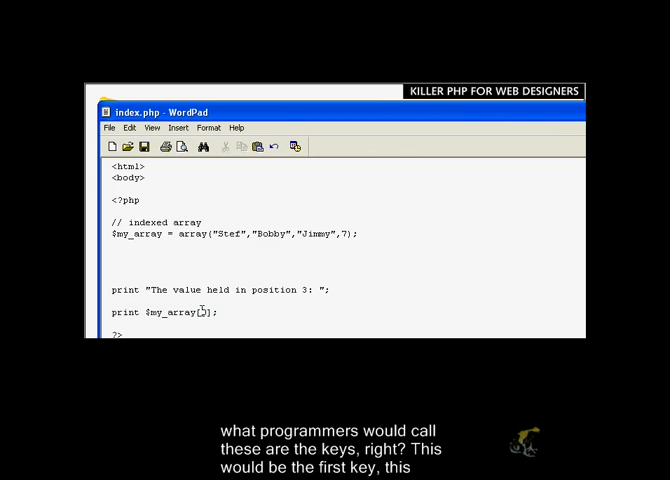 KILLER PHP FOR WEB DESIGNERS
index.php - WordPad
File Edit View Insert Format Help
<html>
<body>
<?php
// indexed array
$my_array = array("Stef","Bobby","Jimmy",7);
print "The value held in position 3: ";
print $my_array[ ];
?>
what programmers would call
these are the keys, right? This
would be the first key, this